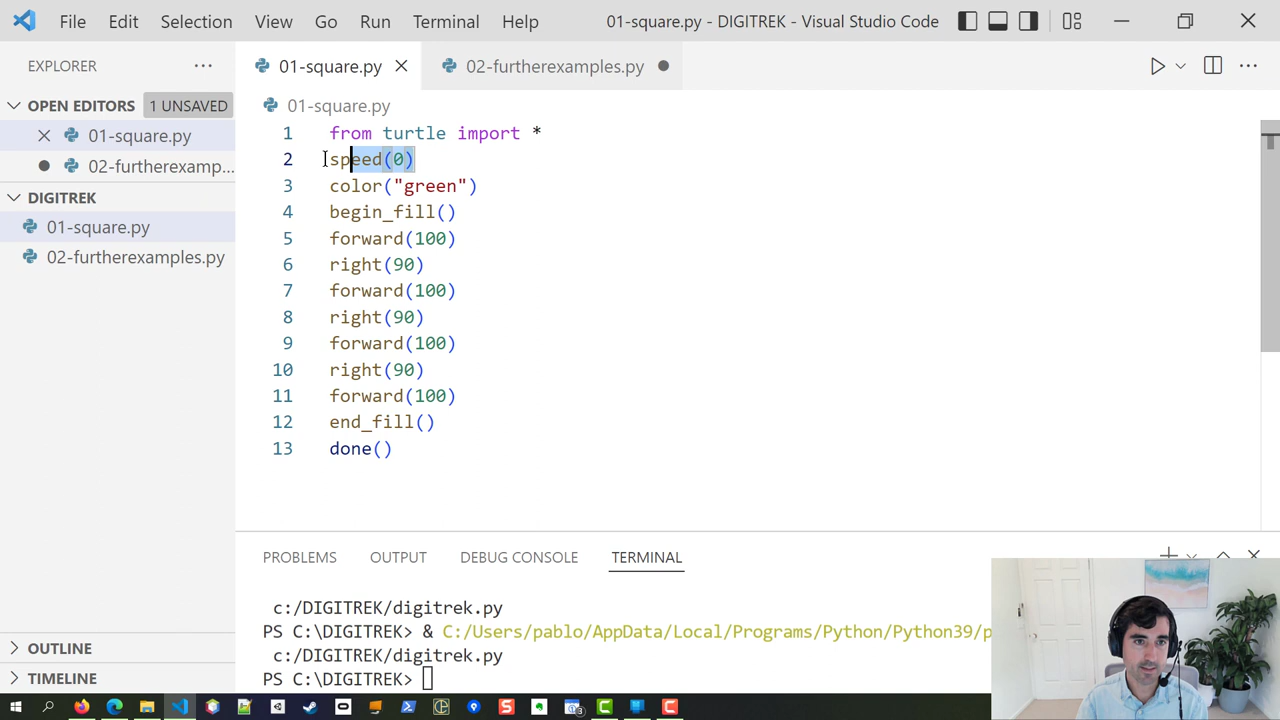 File Edit Selection View Go Run Terminal Help 01-square.py - DIGITREK - Visual Studio Code
EXPLORER ··· 01-square.py 02-furtherexamples.py
OPEN EDITORS 1 UNSAVED
01-square.py
02-furtherexamp...
DIGITREK
01-square.py
02-furtherexamples.py
OUTLINE
TIMELINE
01-square.py
1 from turtle import *
2 speed(0)
3 color("green")
4 begin_fill()
5 forward(100)
6 right(90)
7 forward(100)
8 right(90)
9 forward(100)
10 right(90)
11 forward(100)
12 end_fill()
13 done()
PROBLEMS OUTPUT DEBUG CONSOLE TERMINAL
c:/DIGITREK/digitrek.py
PS C:\DIGITREK> & C:/Users/pablo/AppData/Local/Programs/Python/Python39/p
c:/DIGITREK/digitrek.py
PS C:\DIGITREK>